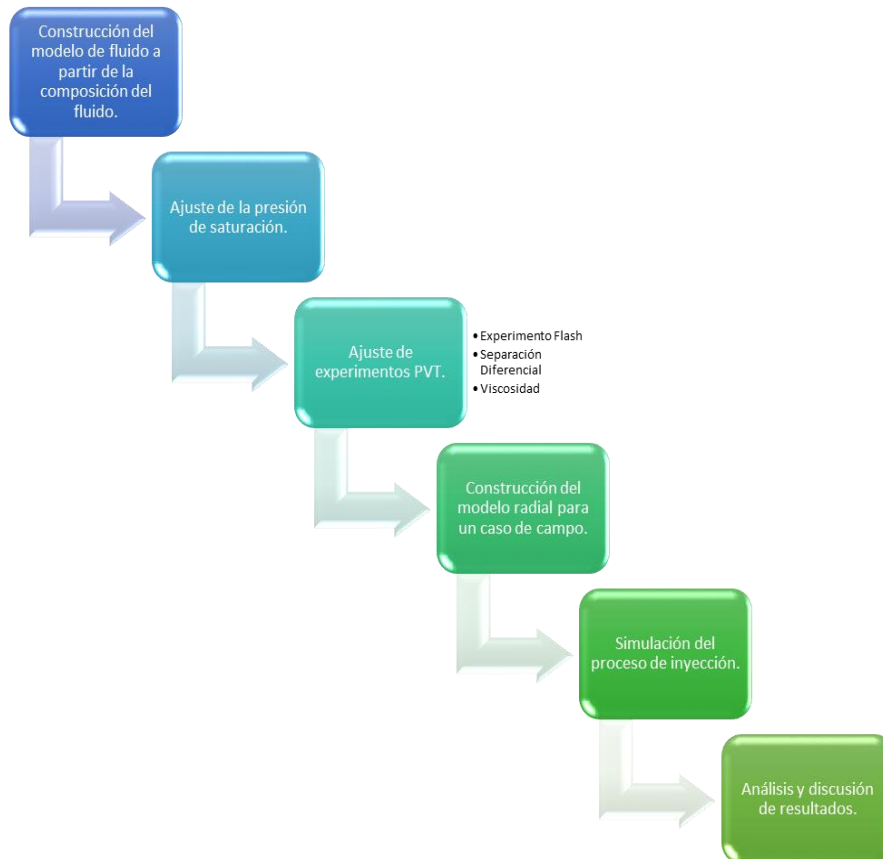 Construcción del
modelo de fluido a
partir de la
composición del
fluido.
Ajuste de la presión
de saturación.
Ajuste de
experimentos PVT.
• Experimento Flash
• Separación
Diferencial
• Viscosidad
Construcción del
modelo radial para
un caso de campo.
Simulación del
proceso de inyección.
Análisis y discusión
de resultados.